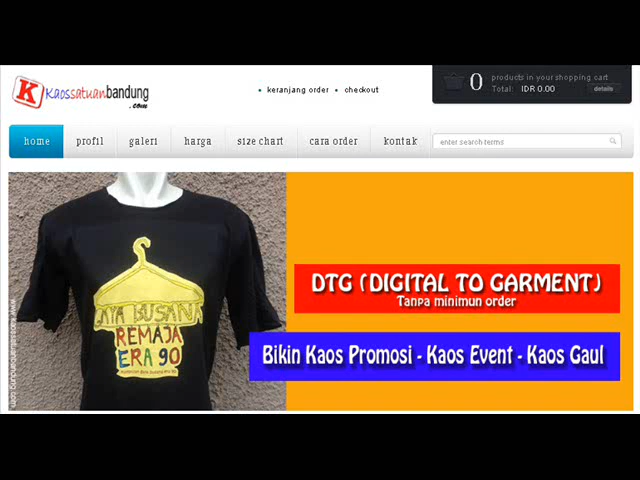 K
Kaossatuanbandung
.com
keranjang order
checkout
0 products in your shopping cart
Total: IDR 0.00
details
home
profil
galeri
harga
size chart
cara order
kontak
enter search terms
GAYA BUSANA
REMAJA
ERA 90
DTG (DIGITAL TO GARMENT)
Tanpa minimun order
Bikin Kaos Promosi - Kaos Event - Kaos Gaul